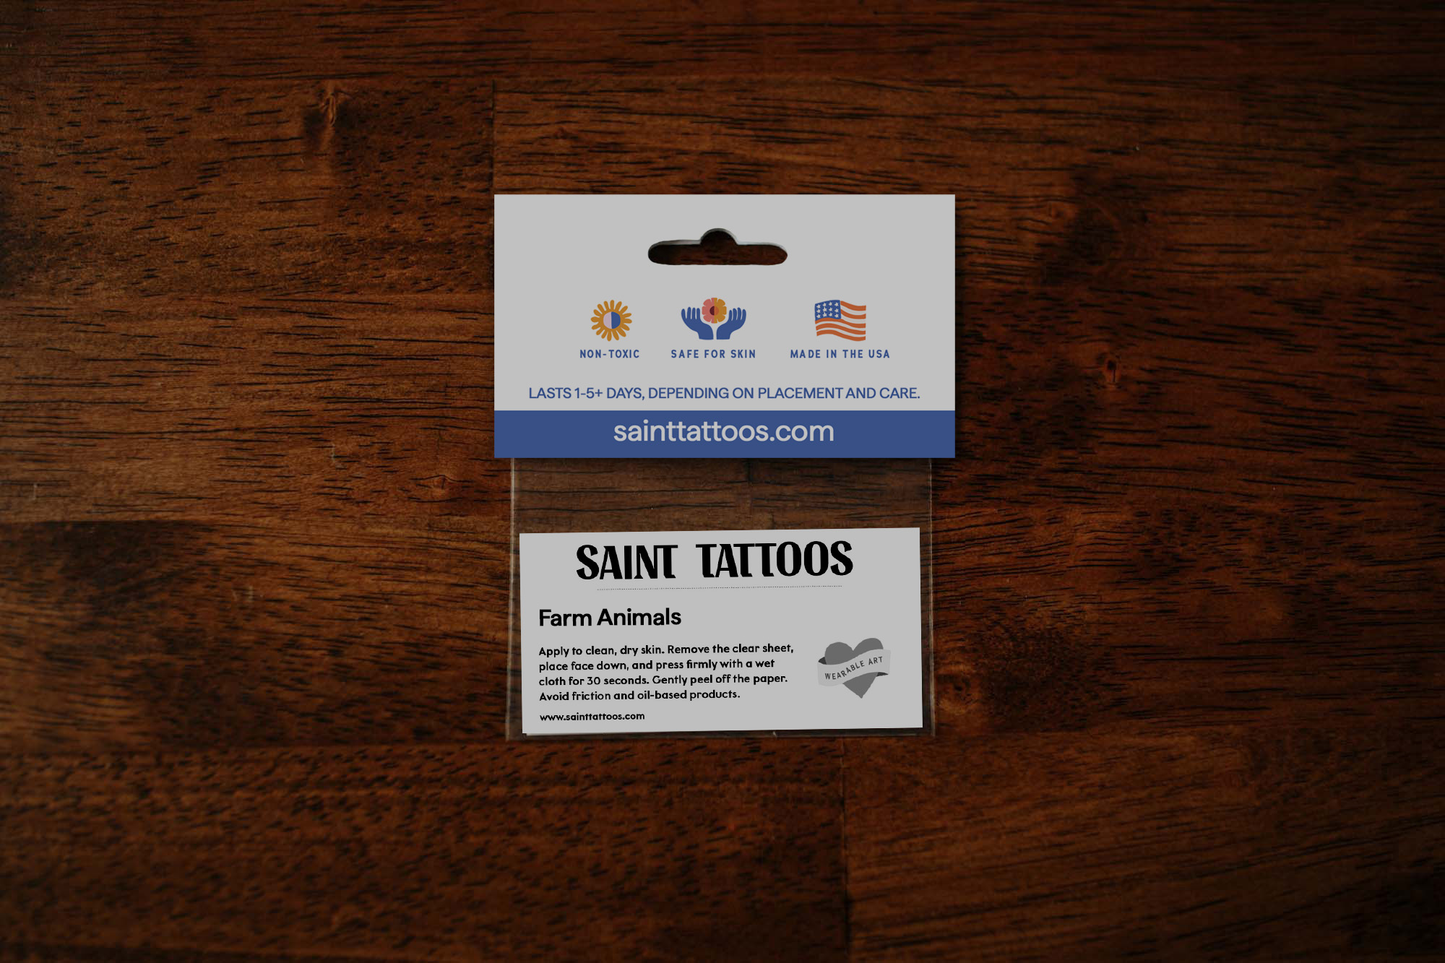 NON-TOXIC
SAFE FOR SKIN
MADE IN THE USA
LASTS 1-5+ DAYS, DEPENDING ON PLACEMENT AND CARE.
sainttattoos.com
SAINT TATTOOS
Farm Animals
Apply to clean, dry skin. Remove the clear sheet,
place face down, and press firmly with a wet
cloth for 30 seconds. Gently peel off the paper.
Avoid friction and oil-based products.
www.sainttattoos.com
WEARABLE ART